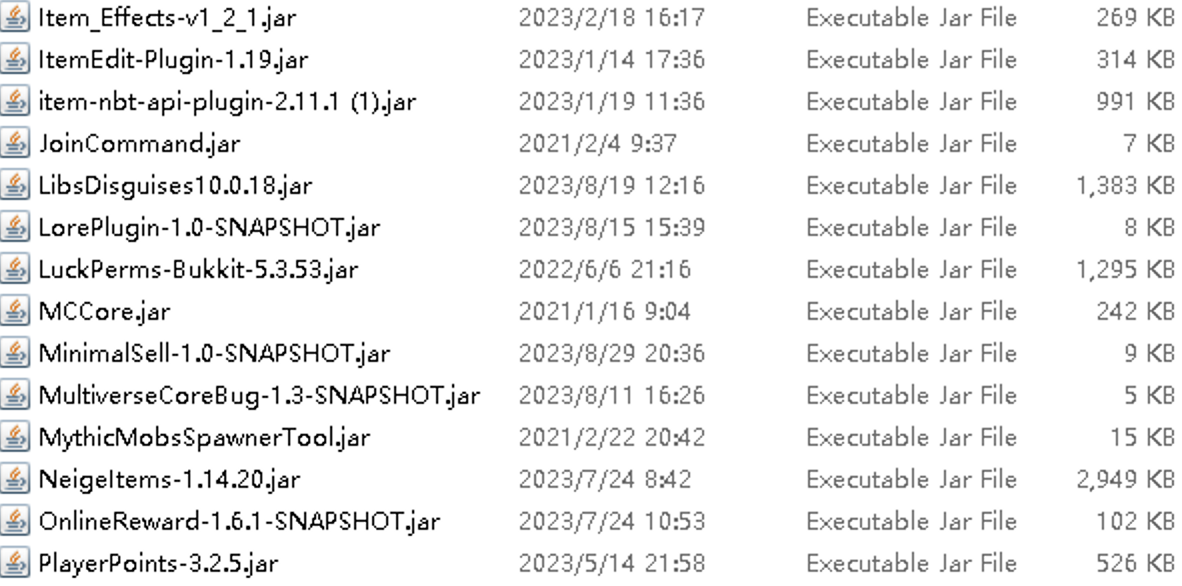 Item_Effects-v1_2_1.jar 2023/2/18 16:17 Executable Jar File 269 KB
ItemEdit-Plugin-1.19.jar 2023/1/14 17:36 Executable Jar File 314 KB
item-nbt-api-plugin-2.11.1 (1).jar 2023/1/19 11:36 Executable Jar File 991 KB
JoinCommand.jar 2021/2/4 9:37 Executable Jar File 7 KB
LibsDisguises10.0.18.jar 2023/8/19 12:16 Executable Jar File 1,383 KB
LorePlugin-1.0-SNAPSHOT.jar 2023/8/15 15:39 Executable Jar File 8 KB
LuckPerms-Bukkit-5.3.53.jar 2022/6/6 21:16 Executable Jar File 1,295 KB
MCCore.jar 2021/1/16 9:04 Executable Jar File 242 KB
MinimalSell-1.0-SNAPSHOT.jar 2023/8/29 20:36 Executable Jar File 9 KB
MultiverseCoreBug-1.3-SNAPSHOT.jar 2023/8/11 16:26 Executable Jar File 5 KB
MythicMobsSpawnerTool.jar 2021/2/22 20:42 Executable Jar File 15 KB
NeigeItems-1.14.20.jar 2023/7/24 8:42 Executable Jar File 2,949 KB
OnlineReward-1.6.1-SNAPSHOT.jar 2023/7/24 10:53 Executable Jar File 102 KB
PlayerPoints-3.2.5.jar 2023/5/14 21:58 Executable Jar File 526 KB